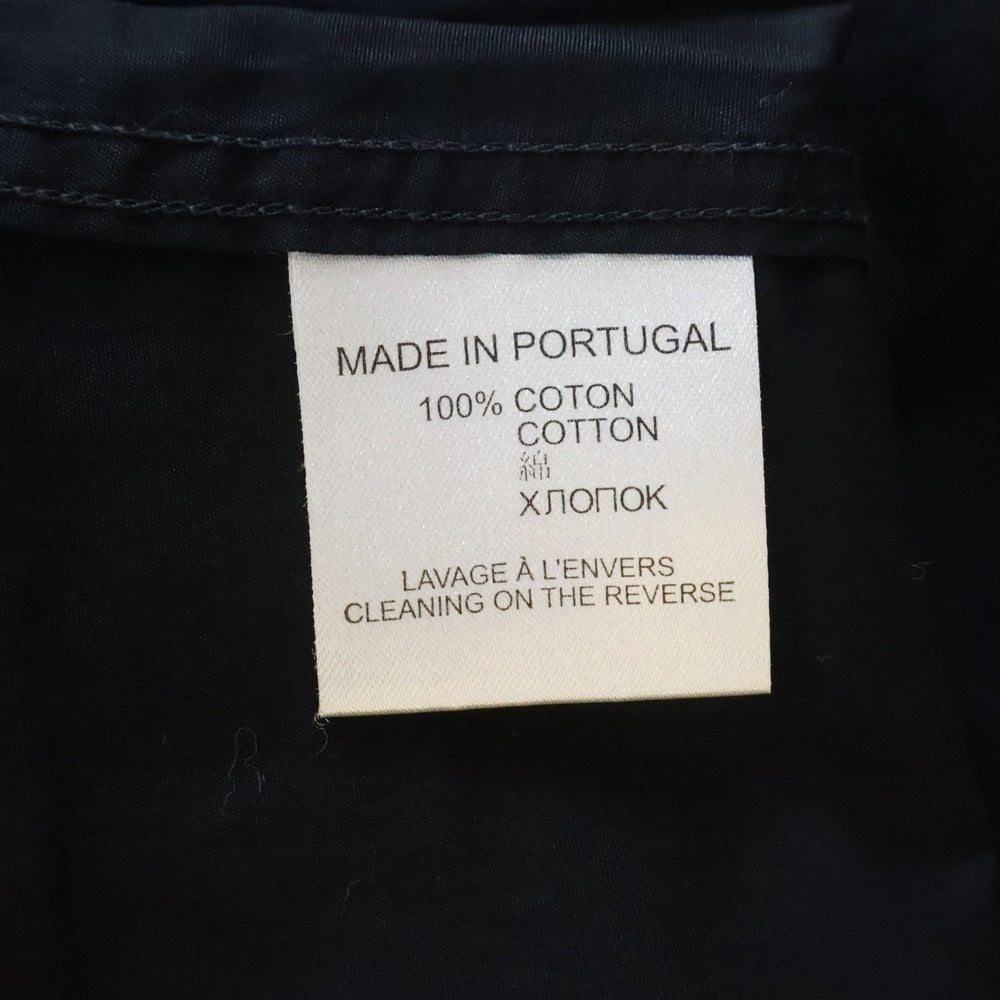 MADE IN PORTUGAL
100% COTON
COTTON
綿
ХЛОПОК
LAVAGE À L'ENVERS
CLEANING ON THE REVERSE